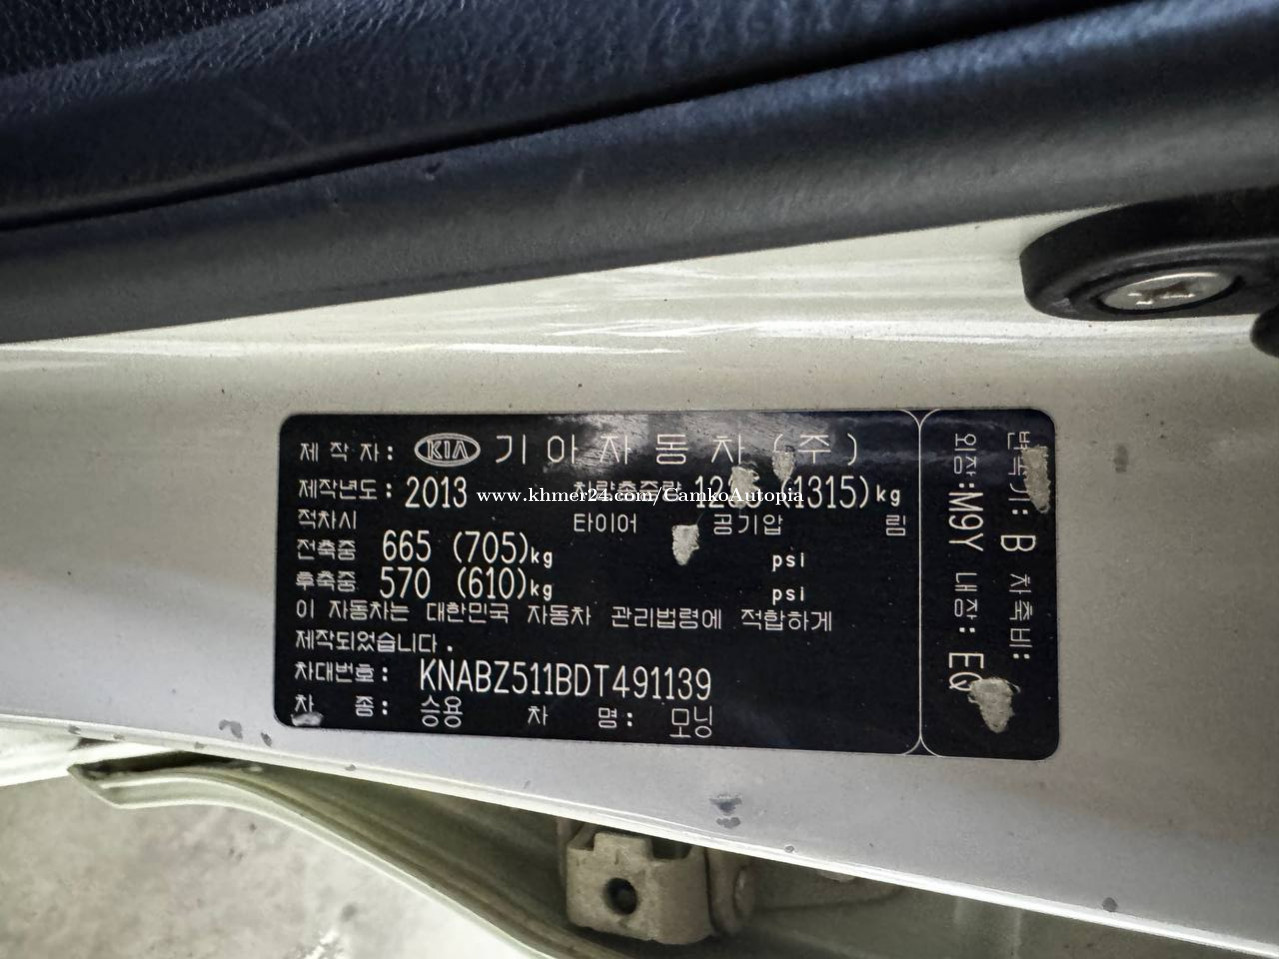 제 작 자: KIA 기 아 자 동 차 (주)
제작년도: 2013 차량총중량 (1315)kg
www.khmer24.com/CamkoAutopia
적차시 타이어 공기압 림
전축중 665 (705)kg psi
후축중 570 (610)kg psi
이 자동차는 대한민국 자동차 관리법령에 적합하게
제작되었습니다.
차대번호: KNABZ511BDT491139
차 종: 승용 차 명: 모닝
변속기: B 차축비:
외장: M9Y 내장: EQ